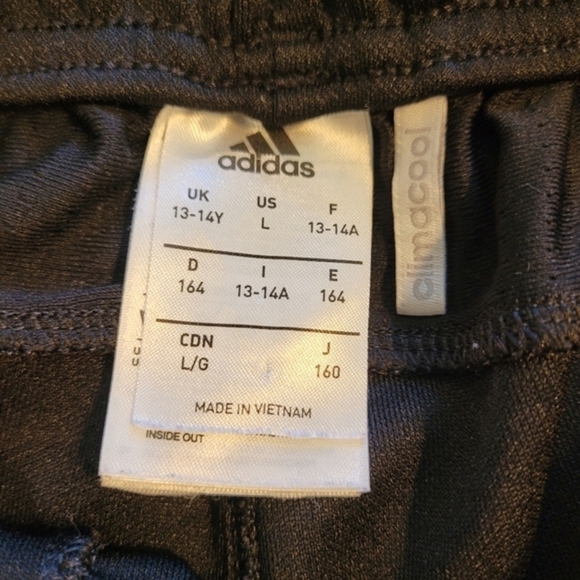 adidas
UK US F
13-14Y L 13-14A
D I E
164 13-14A 164
CDN J
L/G 160
MADE IN VIETNAM
INSIDE OUT
climacool